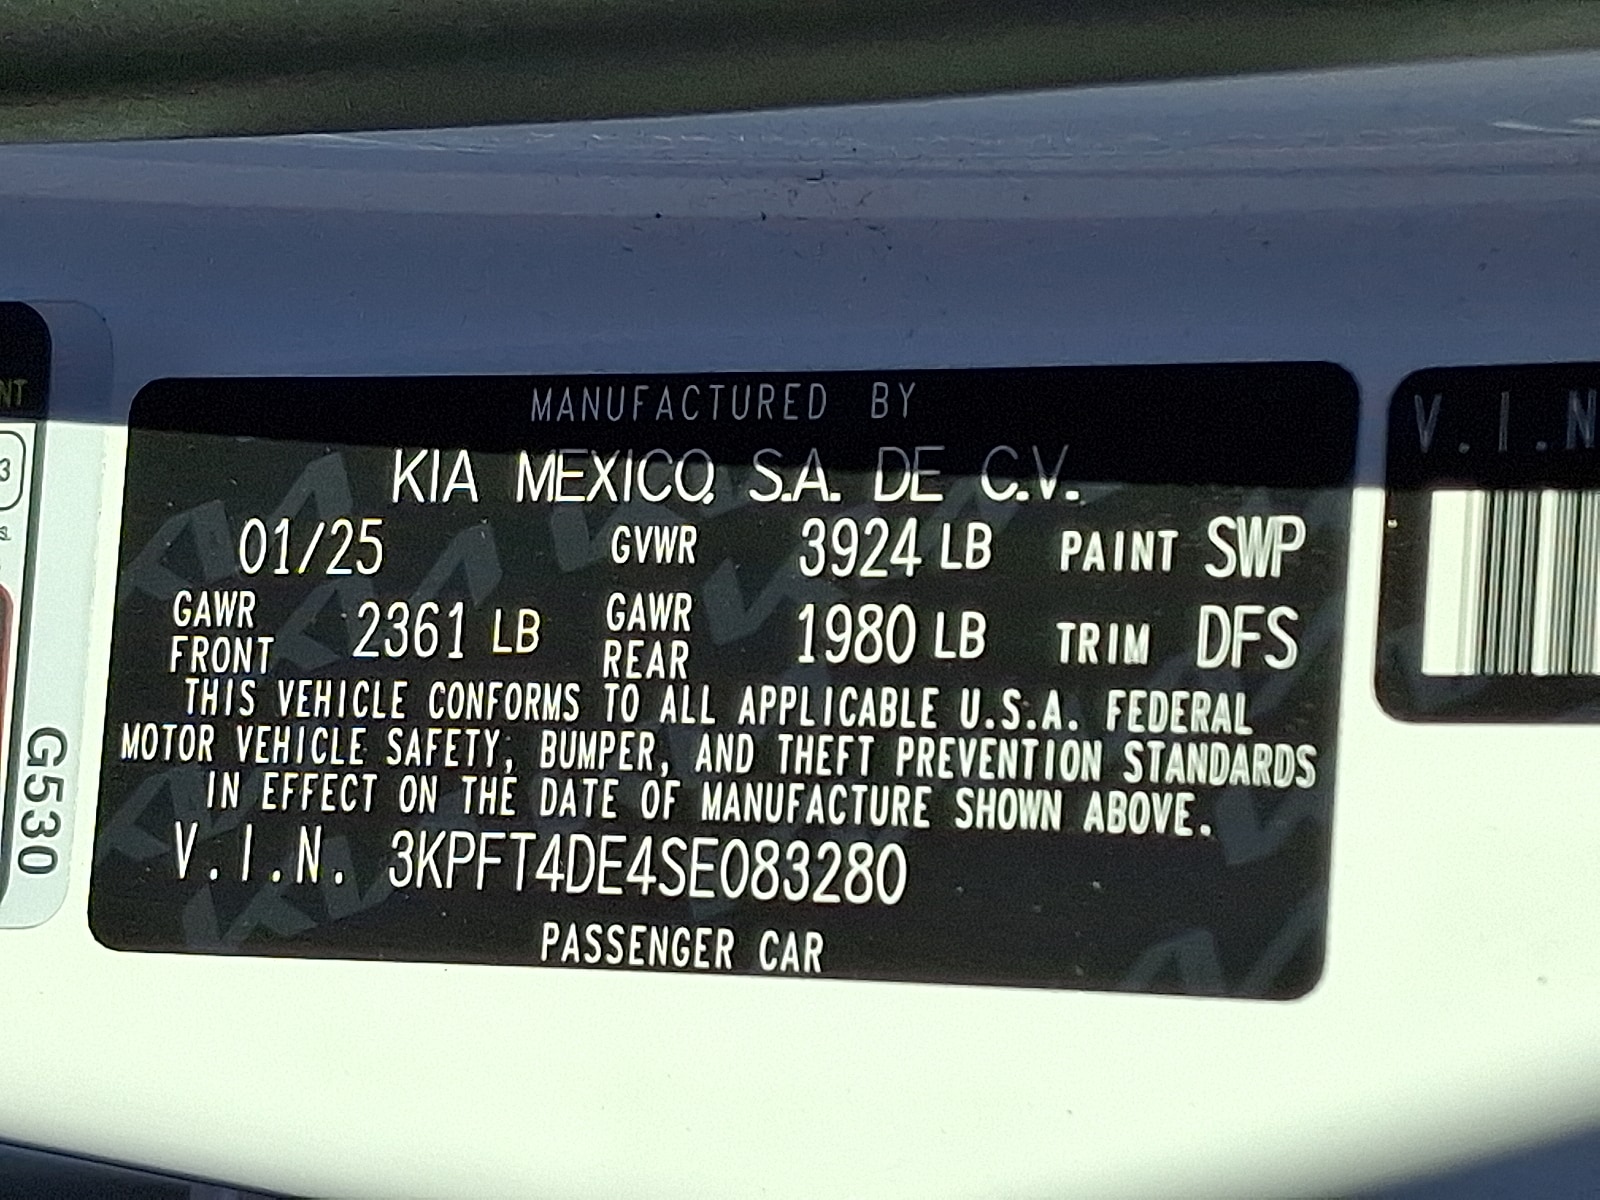 MANUFACTURED BY
KIA MEXICO, S.A. DE C.V.
01/25 GVWR 3924 LB PAINT SWP
GAWR FRONT 2361 LB GAWR REAR 1980 LB TRIM DFS
THIS VEHICLE CONFORMS TO ALL APPLICABLE U.S.A. FEDERAL
MOTOR VEHICLE SAFETY, BUMPER, AND THEFT PREVENTION STANDARDS
IN EFFECT ON THE DATE OF MANUFACTURE SHOWN ABOVE.
V.I.N. 3KPFT4DE4SE083280
PASSENGER CAR
V.I.N
NT
3
G530